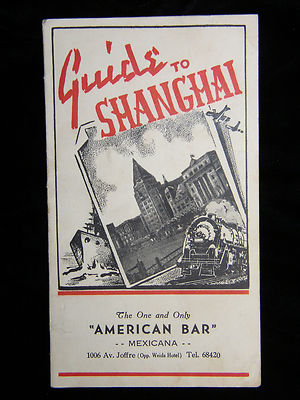 Guide to
SHANGHAI
The One and Only
"AMERICAN BAR"
-- MEXICANA --
1006 Av. Joffre (Opp. Weida Hotel) Tel. 68420